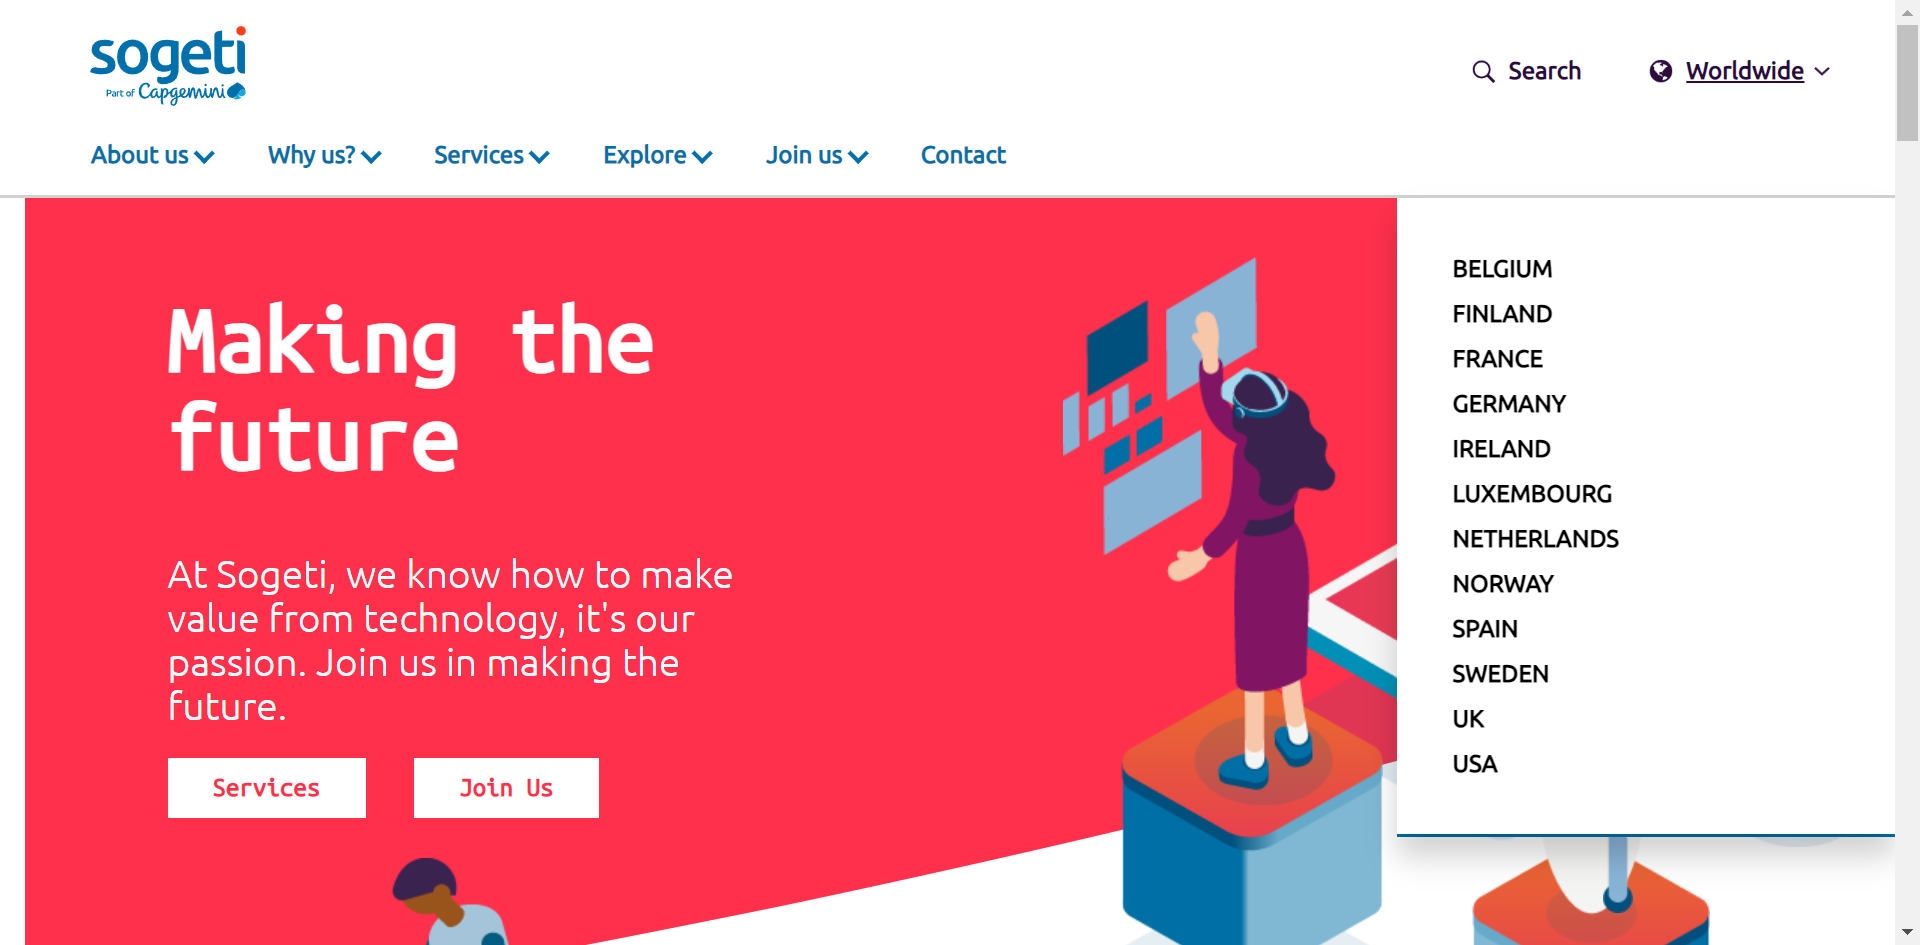 sogeti
Part of Capgemini
Search
Worldwide
About us
Why us?
Services
Explore
Join us
Contact
Making the
future
At Sogeti, we know how to make
value from technology, it's our
passion. Join us in making the
future.
Services
Join Us
BELGIUM
FINLAND
FRANCE
GERMANY
IRELAND
LUXEMBOURG
NETHERLANDS
NORWAY
SPAIN
SWEDEN
UK
USA